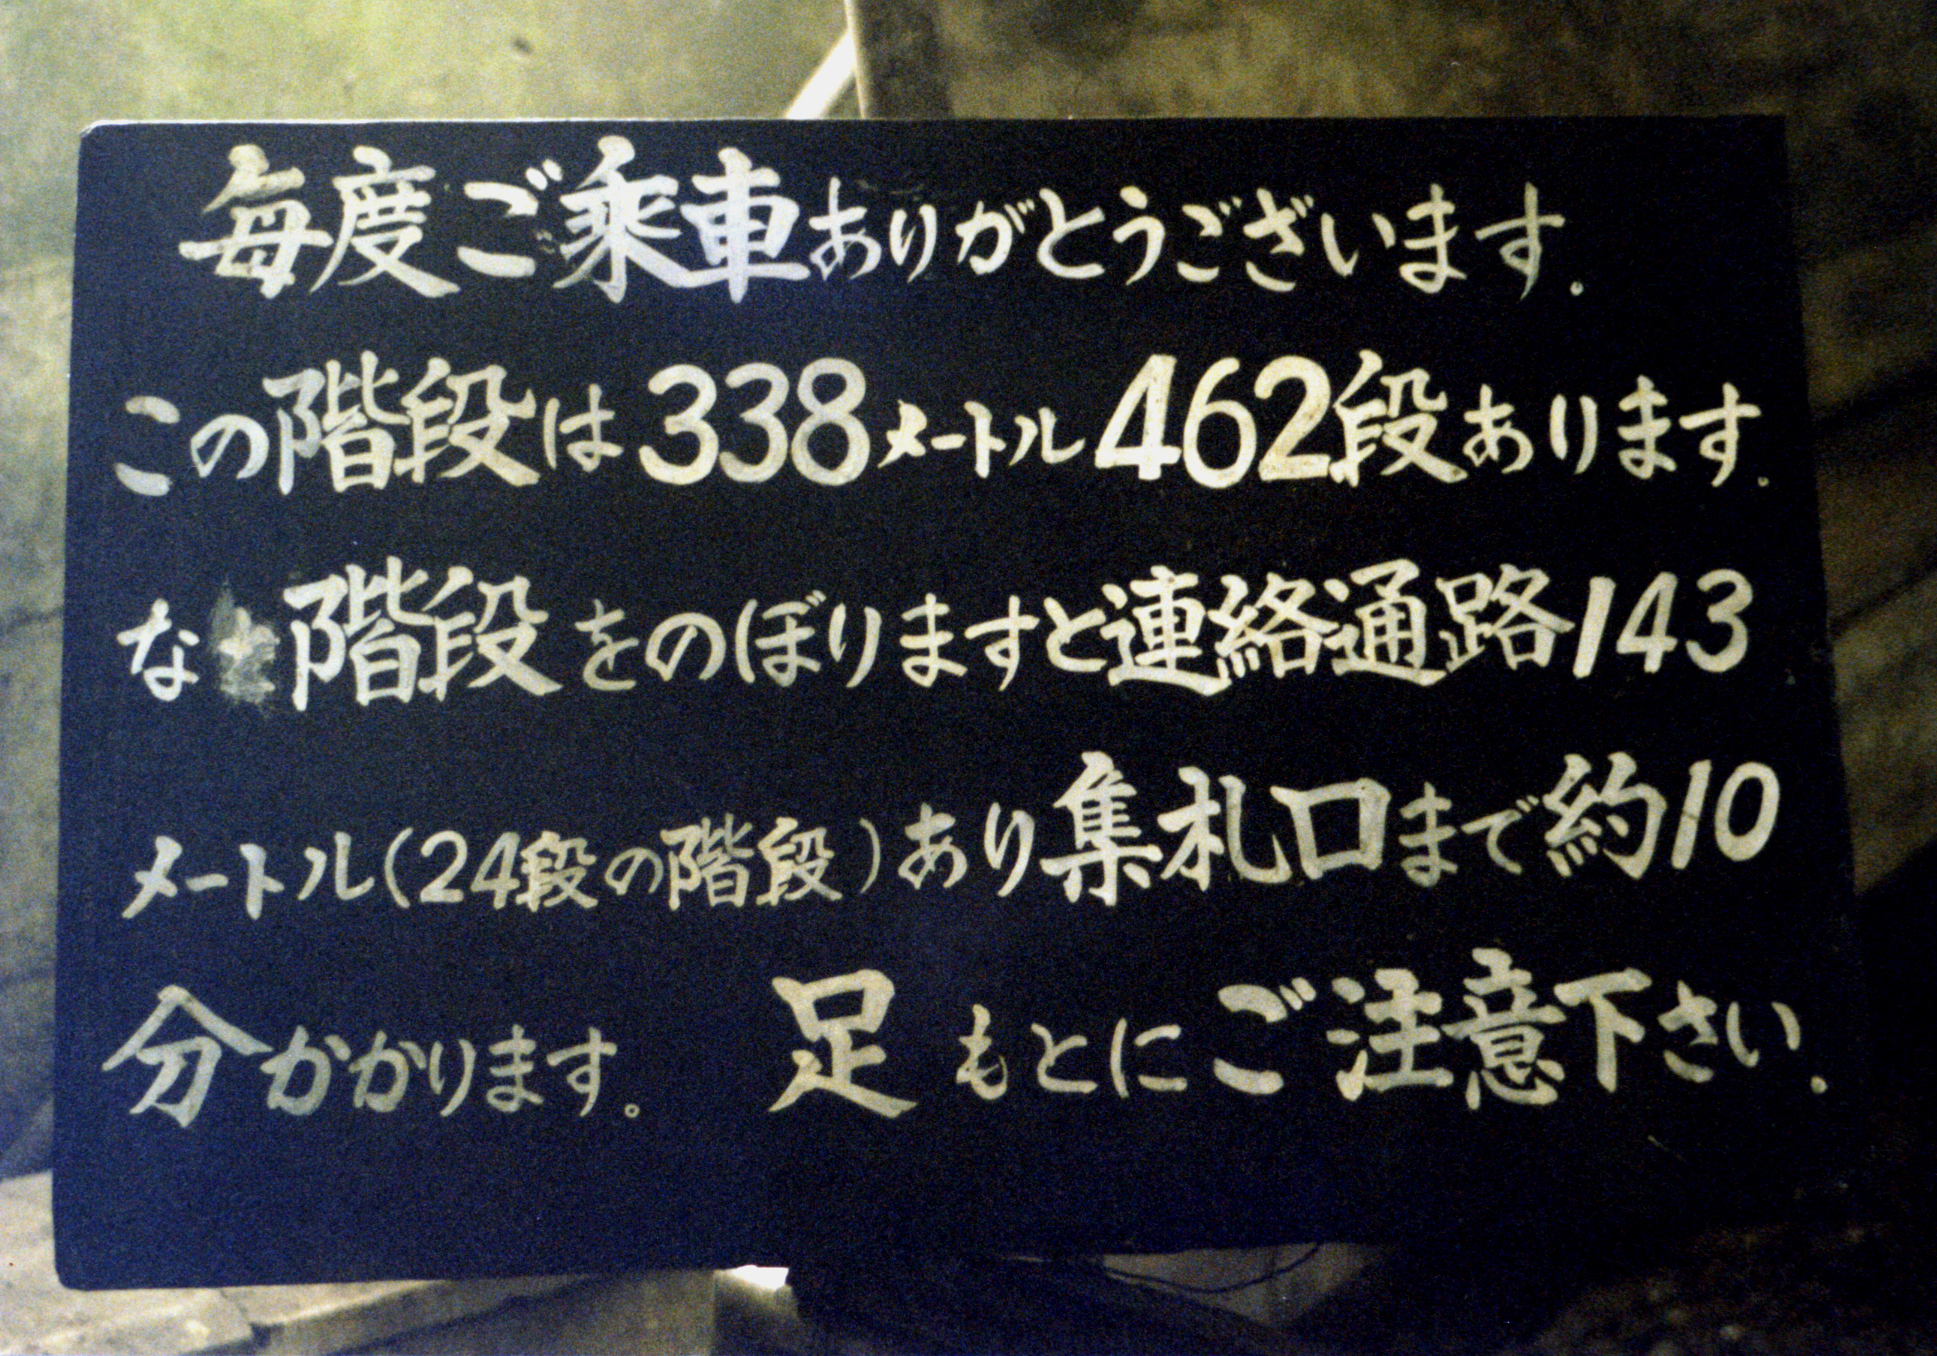 毎度ご乗車ありがとうございます。
この階段は338メートル462段あります。
なお階段をのぼりますと連絡通路143
メートル(24段の階段)あり集札口まで約10
分かかります。 足もとにご注意下さい。